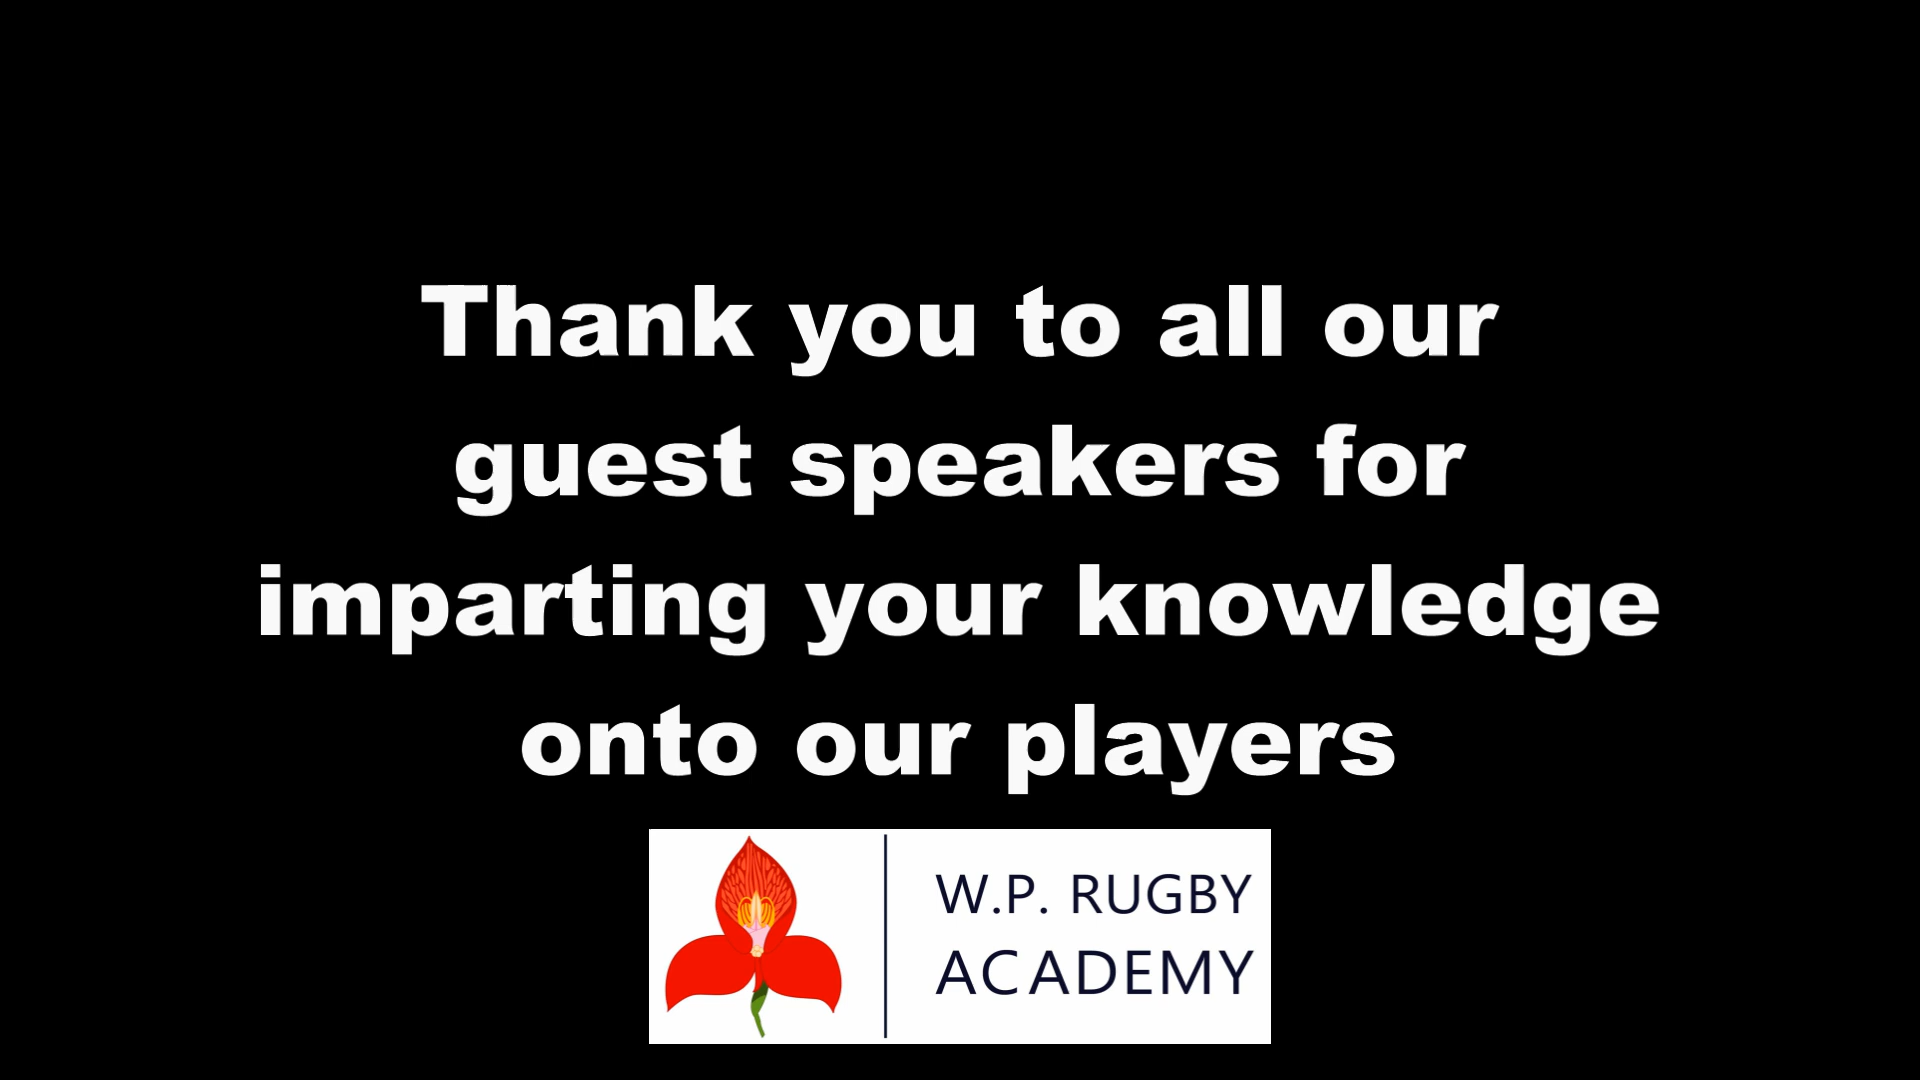 Thank you to all our
guest speakers for
imparting your knowledge
onto our players
W.P. RUGBY
ACADEMY